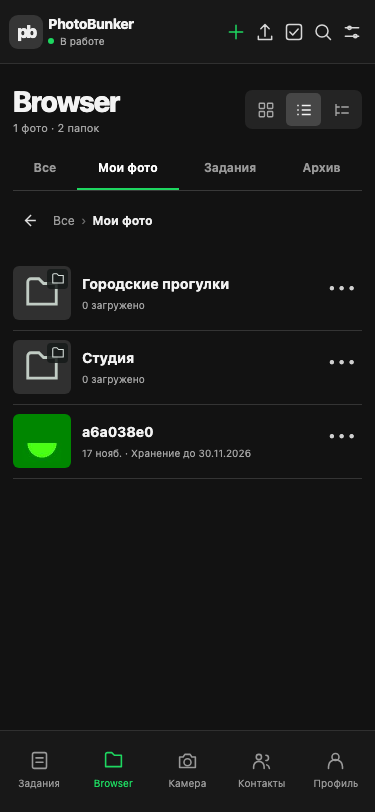 pb
PhotoBunker
В работе
Browser
1 фото · 2 папок
Все
Мои фото
Задания
Архив
Все › Мои фото
Городские прогулки
0 загружено
Студия
0 загружено
a6a038e0
17 нояб. · Хранение до 30.11.2026
Задания
Browser
Камера
Контакты
Профиль